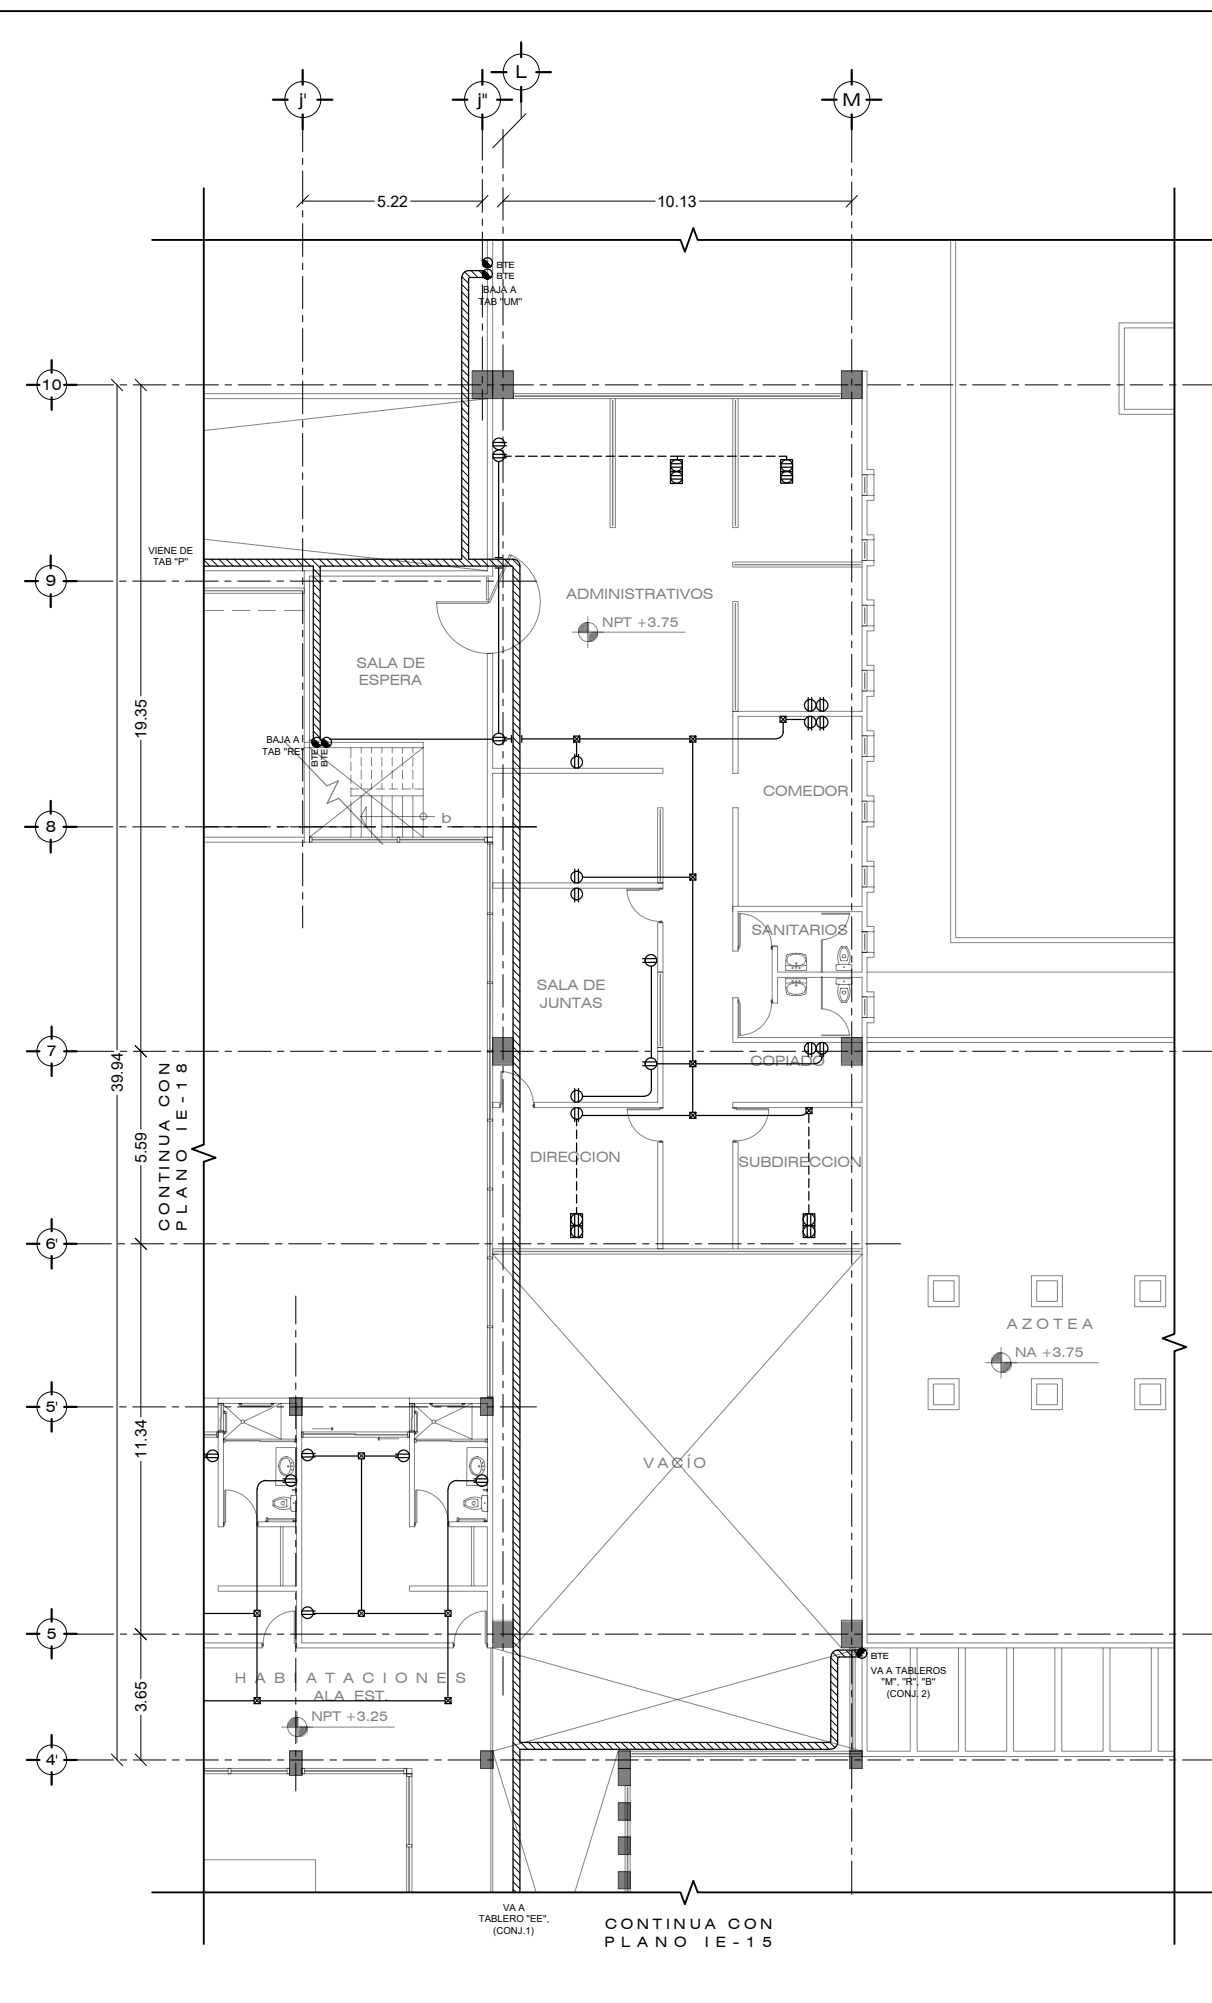 L
j'
j"
M
5.22
10.13
BTE
BTE
BAJA A
TAB "UM"
10
VIENE DE
TAB "P"
9
ADMINISTRATIVOS
NPT +3.75
SALA DE
ESPERA
19.35
BAJA A
TAB "RE"
BTE
BTE
COMEDOR
b
8
SANITARIOS
SALA DE
JUNTAS
7
COPIADO
39.94
CONTINUA CON
PLANO IE-18
5.59
DIRECCION
SUBDIRECCION
6'
AZOTEA
NA +3.75
5'
11.34
VACÍO
5
BTE
VA A TABLEROS
"M", "R", "B"
(CONJ. 2)
HABIATACIONES
ALA EST.
NPT +3.25
3.65
4'
VA A
TABLERO "EE",
(CONJ.1)
CONTINUA CON
PLANO IE-15